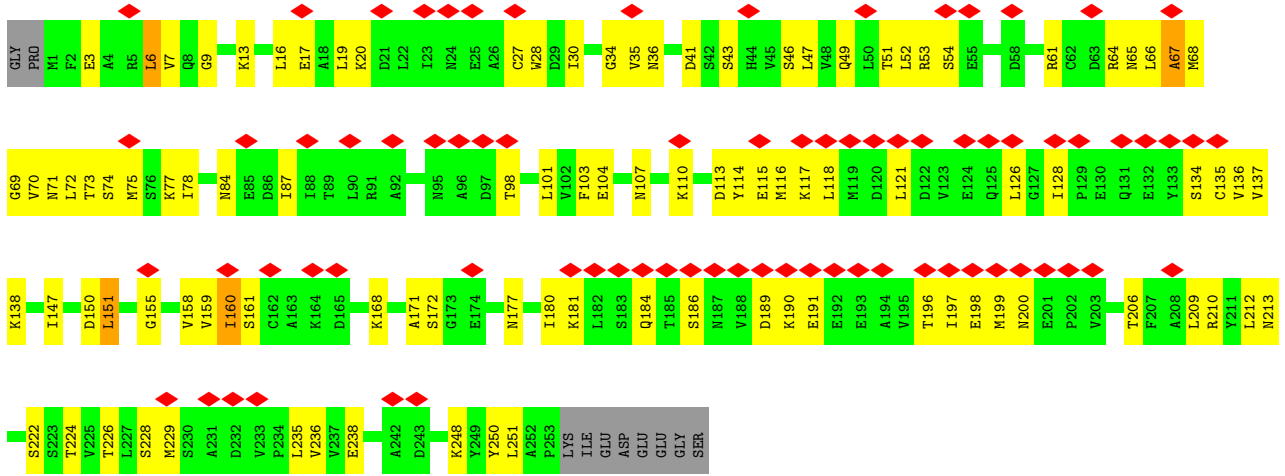 GLY PRO M1 F2 E3 A4 R5 L6 V7 Q8 G9 K13 L16 E17 A18 L19 K20 D21 L22 I23 N24 E25 A26 C27 W28 D29 I30 G34 V35 N36 D41 S42 S43 H44 V45 S46 L47 V48 Q49 L50 T51 L52 R53 S54 E55 D58 R61 C62 D63 R64 N65 L66 A67 M68
G69 V70 N71 L72 T73 S74 M75 S76 K77 I78 N84 E85 D86 I87 I88 T89 L90 R91 A92 N95 A96 D97 T98 L101 V102 F103 E104 N107 K110 D113 Y114 E115 M116 K117 L118 M119 D120 L121 D122 V123 E124 Q125 L126 G127 I128 P129 E130 Q131 E132 Y133 S134 C135 V136 V137
K138 I147 D150 L151 G155 V158 V159 I160 S161 C162 A163 K164 D165 K168 A171 S172 G173 E174 N177 I180 K181 L182 S183 Q184 T185 S186 N187 V188 D189 K190 E191 E192 E193 A194 V195 T196 I197 E198 M199 N200 E201 P202 V203 T206 F207 A208 L209 R210 Y211 L212 N213
S222 S223 T224 V225 T226 L227 S228 M229 S230 A231 D232 V233 P234 L235 V236 V237 E238 A242 D243 K248 Y249 Y250 L251 A252 P253 LYS ILE GLU ASP GLU GLU GLY SER